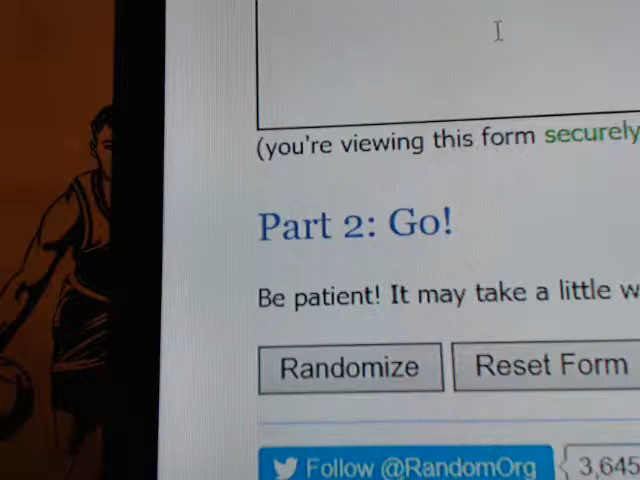 (you're viewing this form securely
Part 2: Go!
Be patient! It may take a little
Randomize
Reset Form
Follow @RandomOrg
3,645